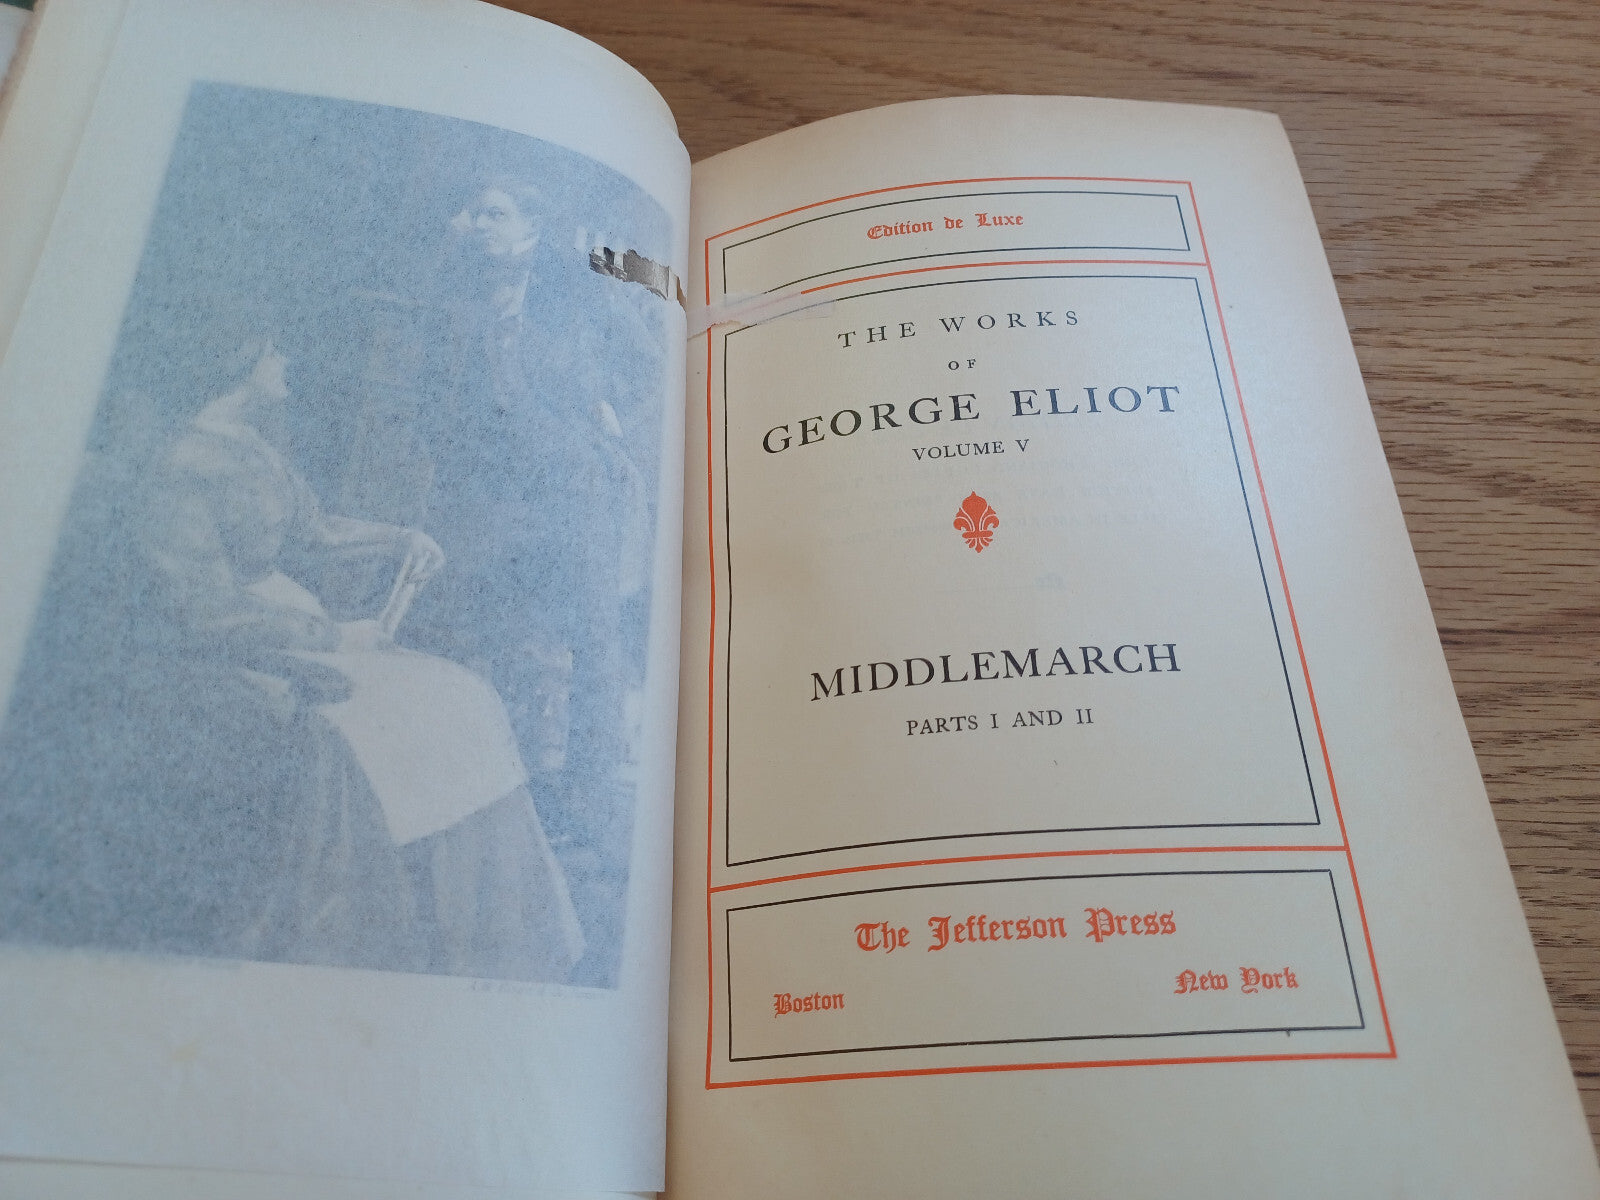 Edition de Luxe
THE WORKS
OF
GEORGE ELIOT
VOLUME V
MIDDLEMARCH
PARTS I AND II
The Jefferson Press
Boston
New York